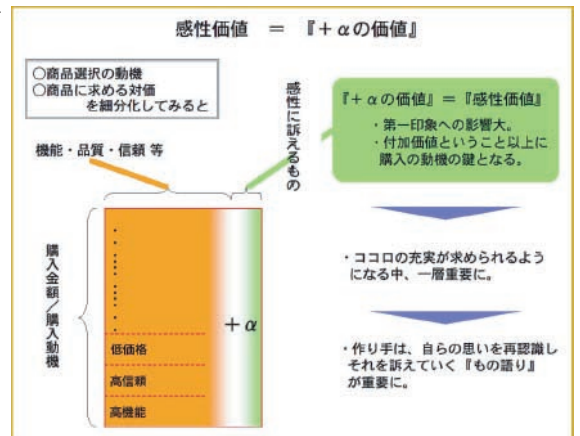 感性価値 ＝ 『+αの価値』
○商品選択の動機
○商品に求める対価
を細分化してみると
機能・品質・信頼 等
感性に訴えるもの
『+αの価値』＝『感性価値』
・第一印象への影響大。
・付加価値ということ以上に
購入の動機の鍵となる。
購入金額/購入動機
+α
低価格
高信頼
高機能
・ココロの充実が求められるよう
になる中、一層重要に。
・作り手は、自らの思いを再認識し
それを訴えていく『もの語り』
が重要に。